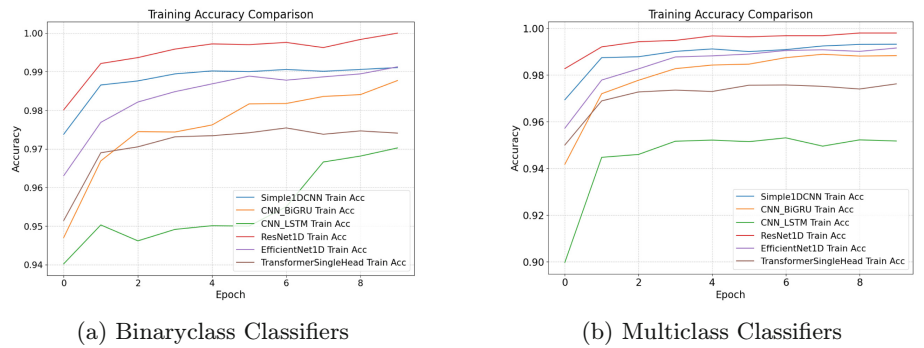 Training Accuracy Comparison
1.00
0.99
0.98
0.97
0.96
0.95
0.94
Accuracy
0 2 4 6 8
Epoch
Simple1DCNN Train Acc
CNN_BiGRU Train Acc
CNN_LSTM Train Acc
ResNet1D Train Acc
EfficientNet1D Train Acc
TransformerSingleHead Train Acc
(a) Binaryclass Classifiers
Training Accuracy Comparison
1.00
0.98
0.96
0.94
0.92
0.90
Accuracy
0 2 4 6 8
Epoch
Simple1DCNN Train Acc
CNN_BiGRU Train Acc
CNN_LSTM Train Acc
ResNet1D Train Acc
EfficientNet1D Train Acc
TransformerSingleHead Train Acc
(b) Multiclass Classifiers